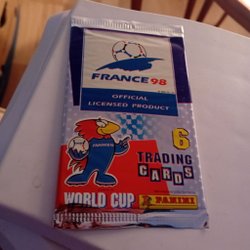 FRANCE 98
OFFICIAL
LICENSED PRODUCT
6
TRADING
CARDS
WORLD CUP
PANINI